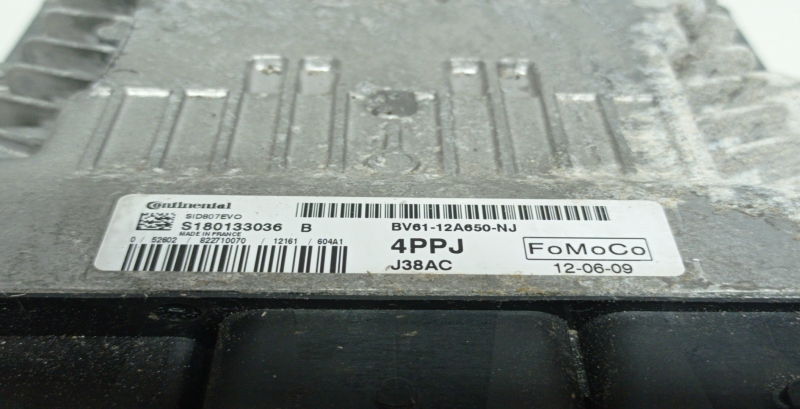 Continental
SID807EVO
S180133036 B
MADE IN FRANCE
0 / 52602 / 822710070 / 12161 / 604A1
BV61-12A650-NJ
4PPJ
FoMoCo
J38AC
12-06-09